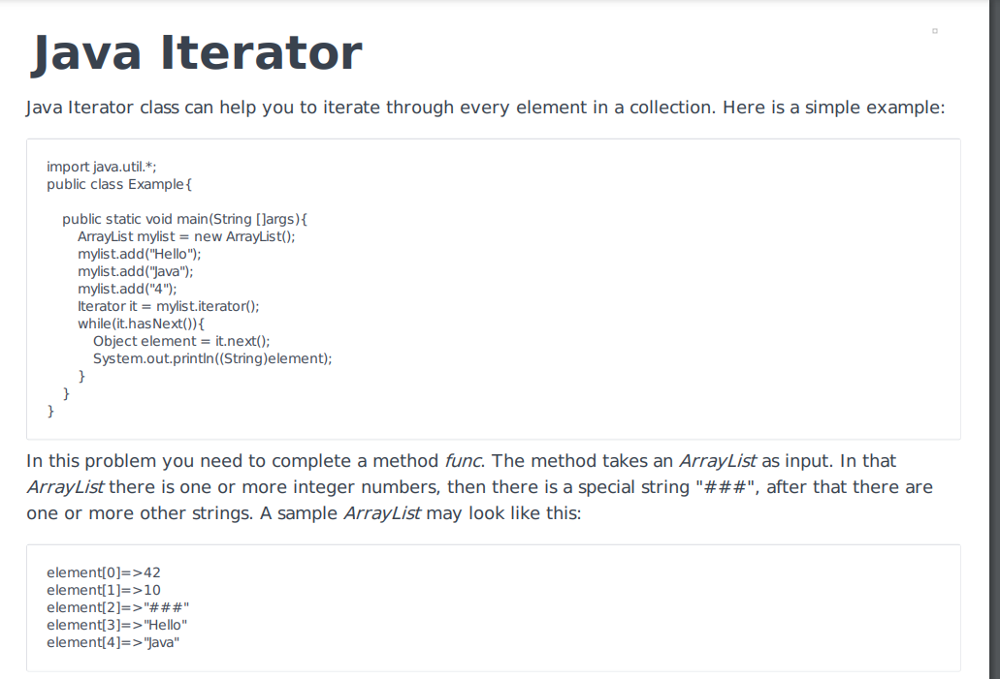 Java Iterator
Java Iterator class can help you to iterate through every element in a collection. Here is a simple example:
import java.util.*;
public class Example{
public static void main(String []args){
ArrayList mylist = new ArrayList();
mylist.add("Hello");
mylist.add("Java");
mylist.add("4");
Iterator it = mylist.iterator();
while(it.hasNext()){
Object element = it.next();
System.out.println((String)element);
}
}
}
In this problem you need to complete a method func. The method takes an ArrayList as input. In that
ArrayList there is one or more integer numbers, then there is a special string "###", after that there are
one or more other strings. A sample ArrayList may look like this:
element[0]=>42
element[1]=>10
element[2]=>"###"
element[3]=>"Hello"
element[4]=>"Java"